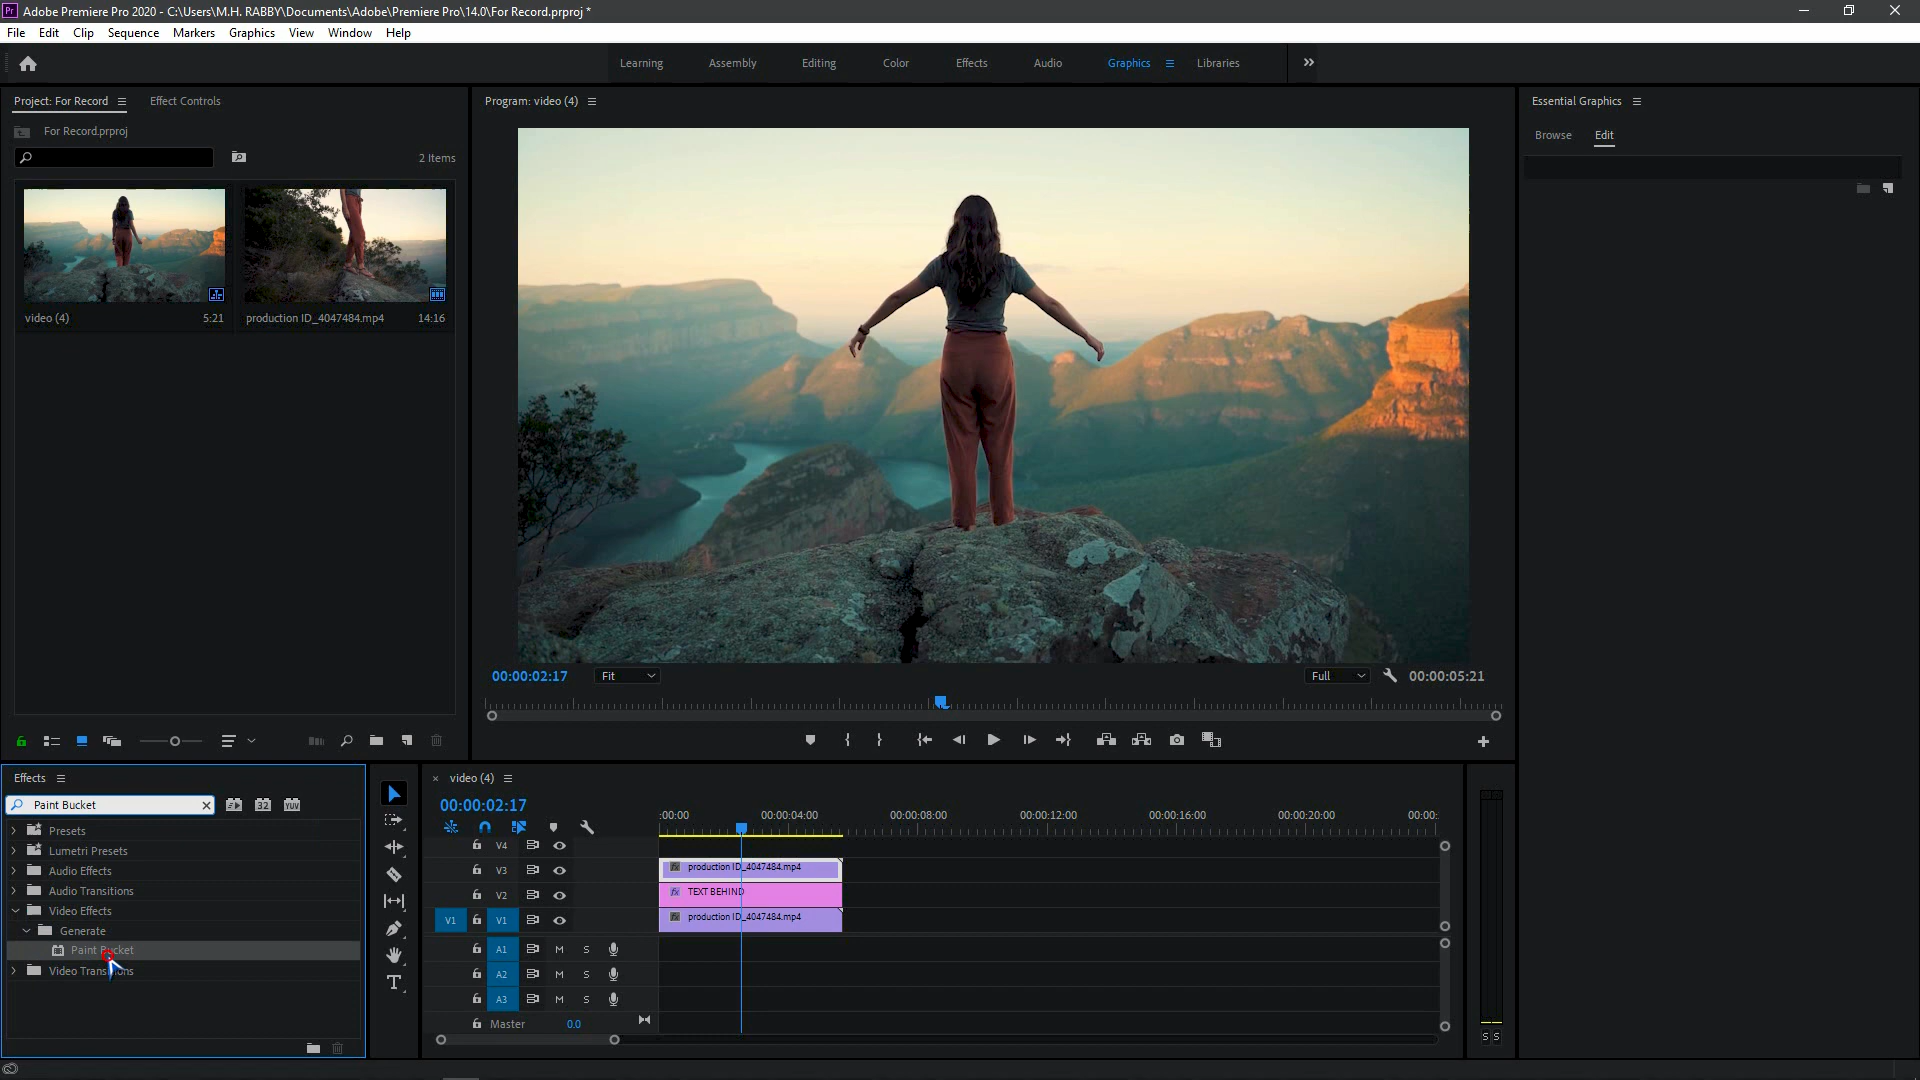 Pr Adobe Premiere Pro 2020 - C:\Users\M.H. RABBY\Documents\Adobe\Premiere Pro\14.0\For Record.prproj *
File Edit Clip Sequence Markers Graphics View Window Help
Learning Assembly Editing Color Effects Audio Graphics Libraries
Project: For Record Effect Controls
For Record.prproj
2 Items
video (4) 5:21
production ID_4047484.mp4 14:16
Program: video (4)
00:00:02:17 Fit Full 00:00:05:21
Essential Graphics
Browse Edit
Effects
Paint Bucket 32 YUV
Presets
Lumetri Presets
Audio Effects
Audio Transitions
Video Effects
Generate
Paint Bucket
Video Transitions
video (4)
00:00:02:17
:00:00 00:00:04:00 00:00:08:00 00:00:12:00 00:00:16:00 00:00:20:00 00:00:
V4
V3 fx production ID_4047484.mp4
V2 fx TEXT BEHIND
V1 V1 fx production ID_4047484.mp4
A1 M S
A2 M S
A3 M S
Master 0.0
S S